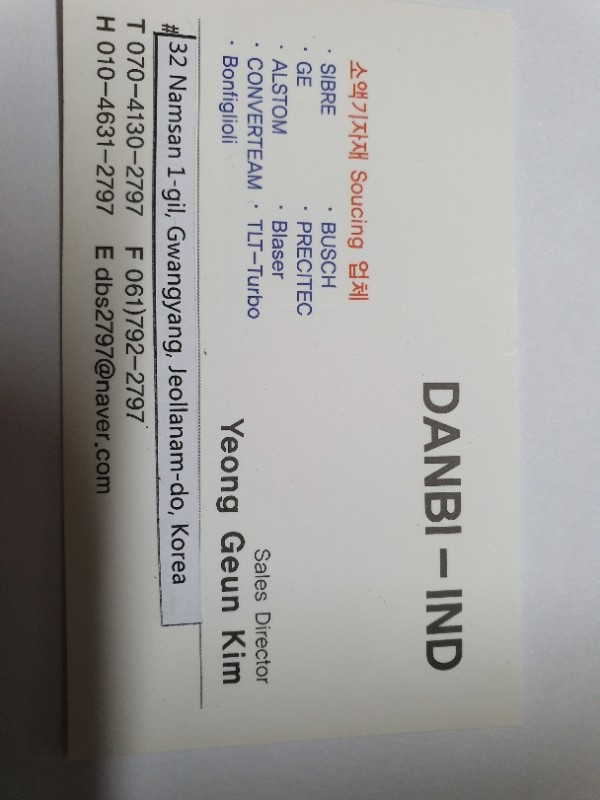 DANBI-IND
소액기자재 Soucing 업체
· SIBRE · BUSCH
· GE · PRECITEC
· ALSTOM · Blaser
· CONVERTEAM · TLT-Turbo
· Bonfiglioli
Sales Director
Yeong Geun Kim
#32 Namsan 1-gil, Gwangyang, Jeollanam-do, Korea
T 070-4130-2797 F 061)792-2797
H 010-4631-2797 E dbs2797@naver.com